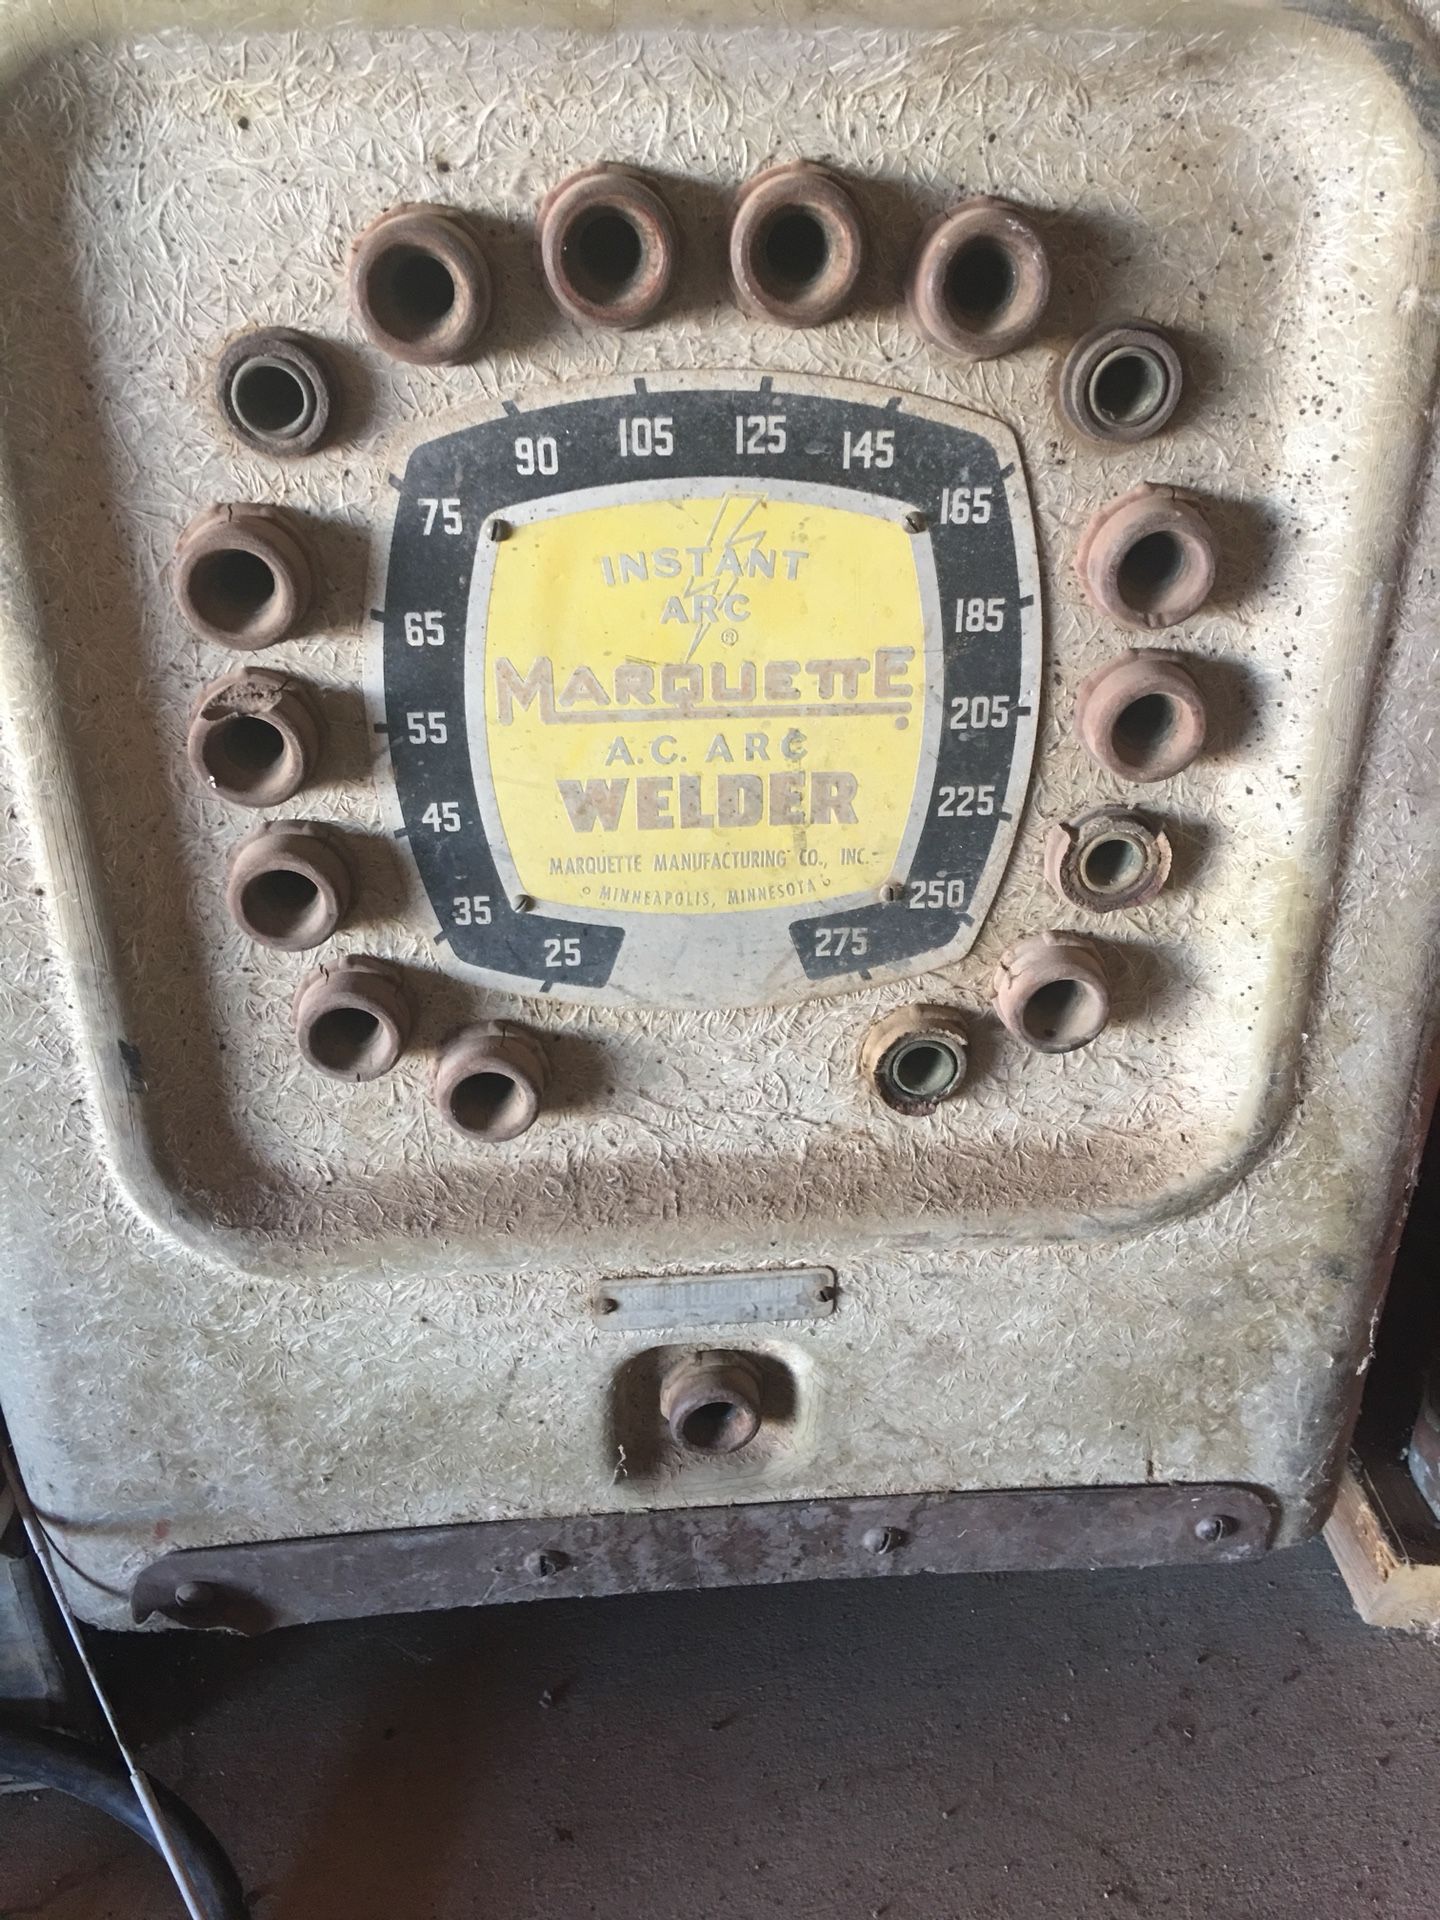 90 105 125 145
75 165
65 185
55 205
45 225
35 250
25 275
INSTANT
ARC
®
MARQUETTE
A.C. ARC
WELDER
MARQUETTE MANUFACTURING CO., INC.
MINNEAPOLIS, MINNESOTA